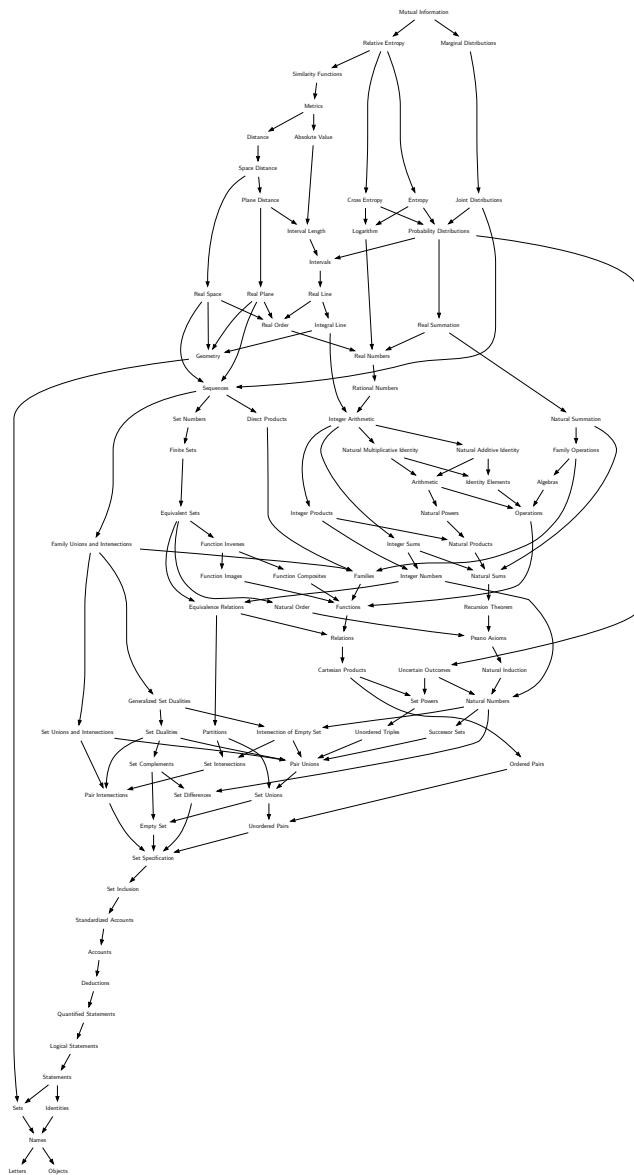 Mutual Information
Relative Entropy
Marginal Distributions
Similarity Functions
Metrics
Distance
Absolute Value
Space Distance
Plane Distance
Cross Entropy
Entropy
Joint Distributions
Interval Length
Logarithm
Probability Distributions
Intervals
Real Space
Real Plane
Real Line
Real Order
Integral Line
Real Summation
Geometry
Real Numbers
Sequences
Rational Numbers
Set Numbers
Direct Products
Integer Arithmetic
Natural Summation
Finite Sets
Natural Multiplicative Identity
Natural Additive Identity
Family Operations
Arithmetic
Identity Elements
Algebras
Equivalent Sets
Integer Products
Natural Powers
Operations
Family Unions and Intersections
Function Inverses
Integer Sums
Natural Products
Function Images
Function Composites
Families
Integer Numbers
Natural Sums
Equivalence Relations
Natural Order
Functions
Recursion Theorem
Relations
Peano Axioms
Cartesian Products
Uncertain Outcomes
Natural Induction
Generalized Set Dualities
Set Powers
Natural Numbers
Set Unions and Intersections
Set Dualities
Partitions
Intersection of Empty Set
Unordered Triples
Successor Sets
Set Complements
Set Intersections
Pair Unions
Ordered Pairs
Pair Intersections
Set Differences
Set Unions
Empty Set
Unordered Pairs
Set Specification
Set Inclusion
Standardized Accounts
Accounts
Deductions
Quantified Statements
Logical Statements
Statements
Sets
Identities
Names
Letters
Objects